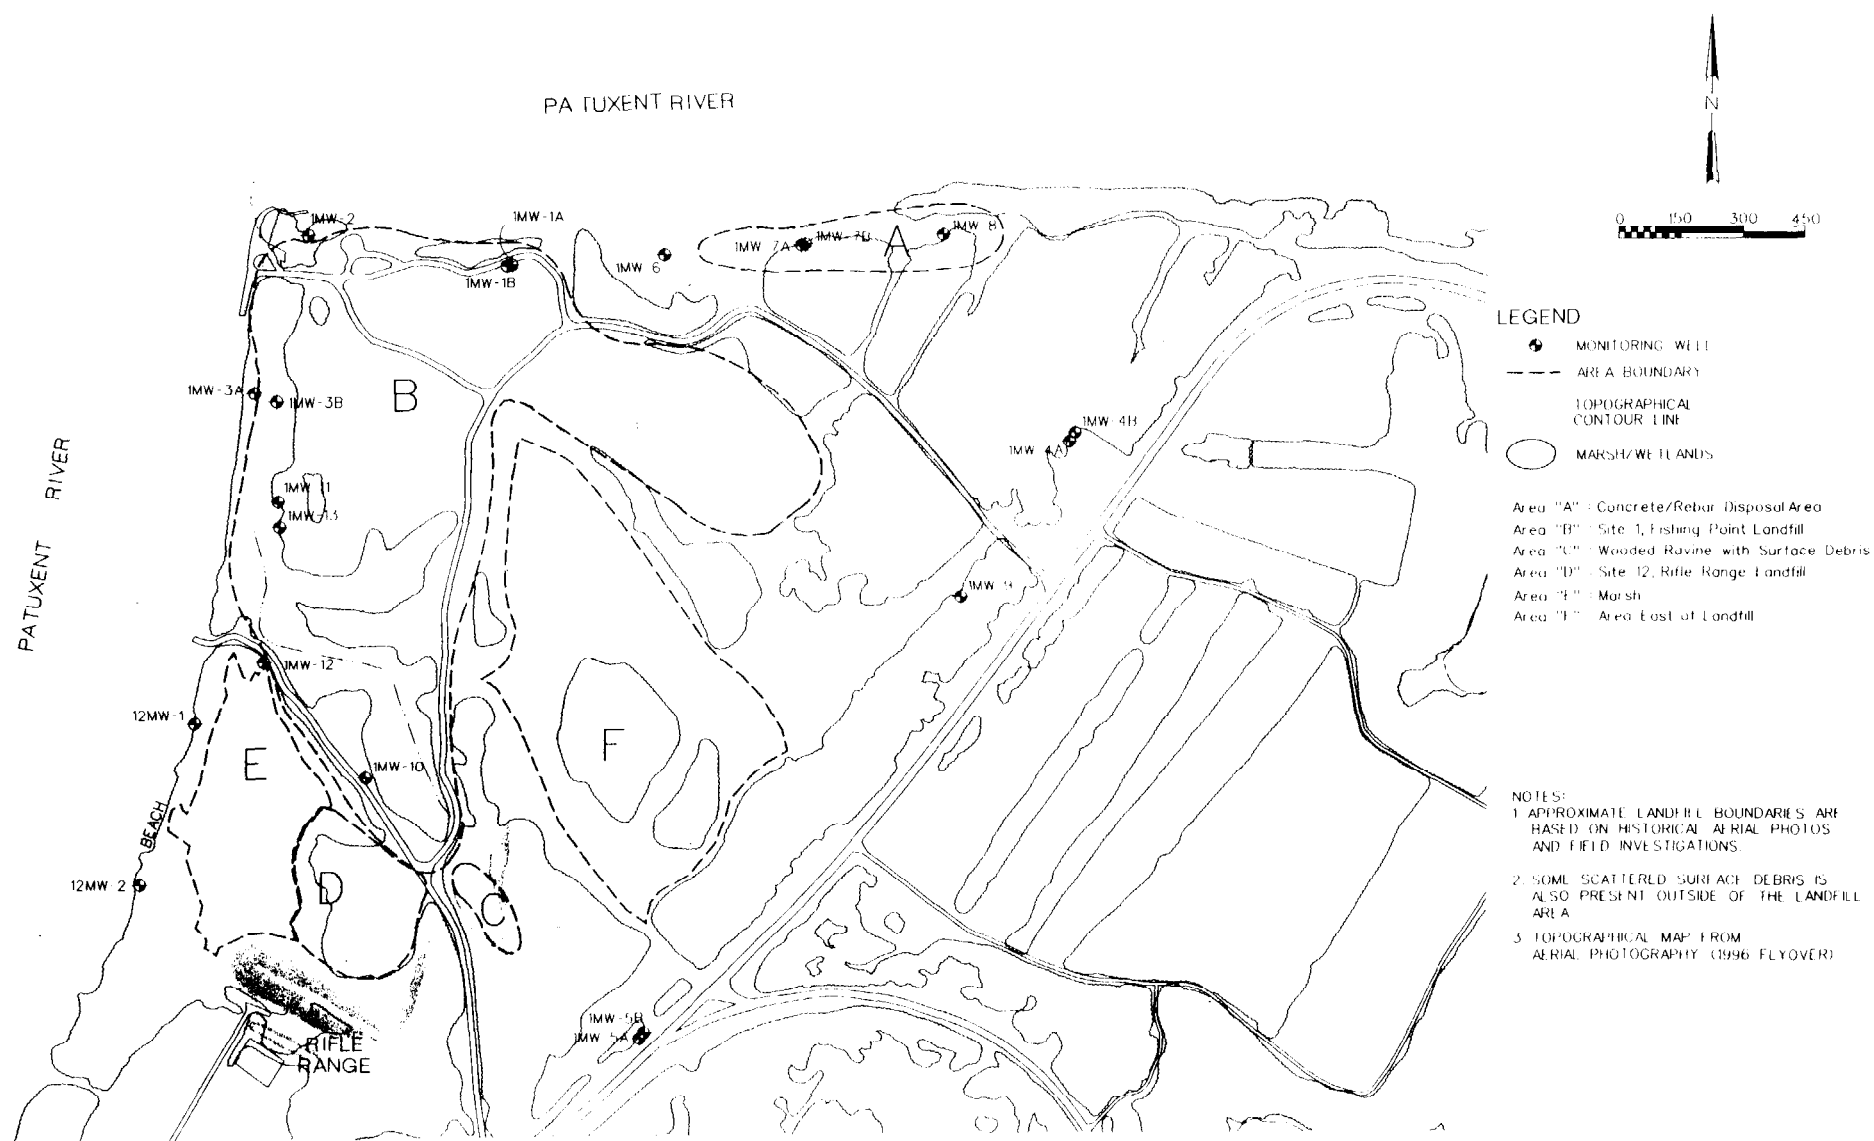 PATUXENT RIVER
N
0 150 300 450
1MW-2
1MW-1A
1MW-1B
1MW 6
1MW 7A
1MW-7B
A
1MW 8
1MW-3A
1MW-3B
B
1MW-4B
1MW 4A
1MW 11
1MW-13
1MW 9
PATUXENT RIVER
1MW-12
12MW-1
E
1MW-10
F
BEACH
12MW 2
D
C
1MW-5B
1MW 5A
RIFLE
RANGE
LEGEND
MONITORING WELL
AREA BOUNDARY
TOPOGRAPHICAL
CONTOUR LINE
MARSH/WETLANDS
Area "A" : Concrete/Rebar Disposal Area
Area "B" : Site 1, Fishing Point Landfill
Area "C" : Wooded Ravine with Surface Debris
Area "D" : Site 12, Rifle Range Landfill
Area "E" : Marsh
Area "F" : Area East of Landfill
NOTES:
1 APPROXIMATE LANDFILL BOUNDARIES ARE
BASED ON HISTORICAL AERIAL PHOTOS
AND FIELD INVESTIGATIONS.
2. SOME SCATTERED SURFACE DEBRIS IS
ALSO PRESENT OUTSIDE OF THE LANDFILL
AREA
3 TOPOGRAPHICAL MAP FROM
AERIAL PHOTOGRAPHY (1996 FLYOVER)